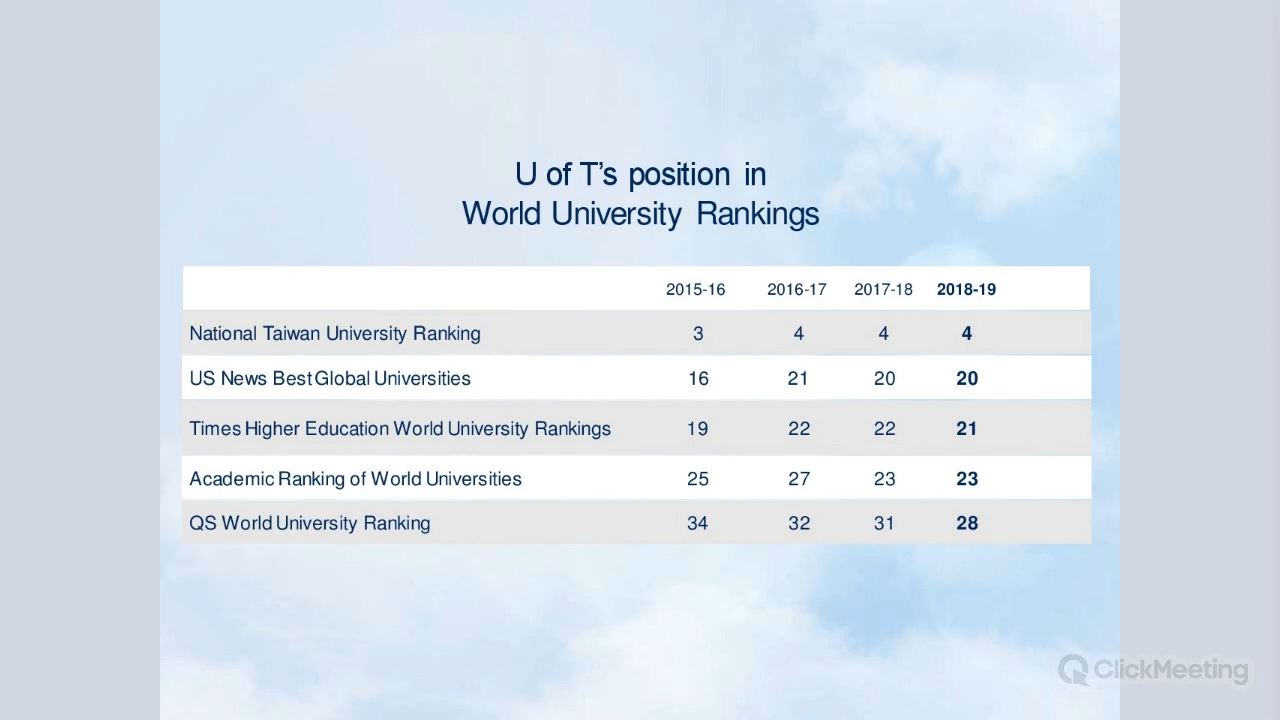 U of T's position in
World University Rankings
2015-16 2016-17 2017-18 2018-19
National Taiwan University Ranking 3 4 4 4
US News Best Global Universities 16 21 20 20
Times Higher Education World University Rankings 19 22 22 21
Academic Ranking of World Universities 25 27 23 23
QS World University Ranking 34 32 31 28
ClickMeeting